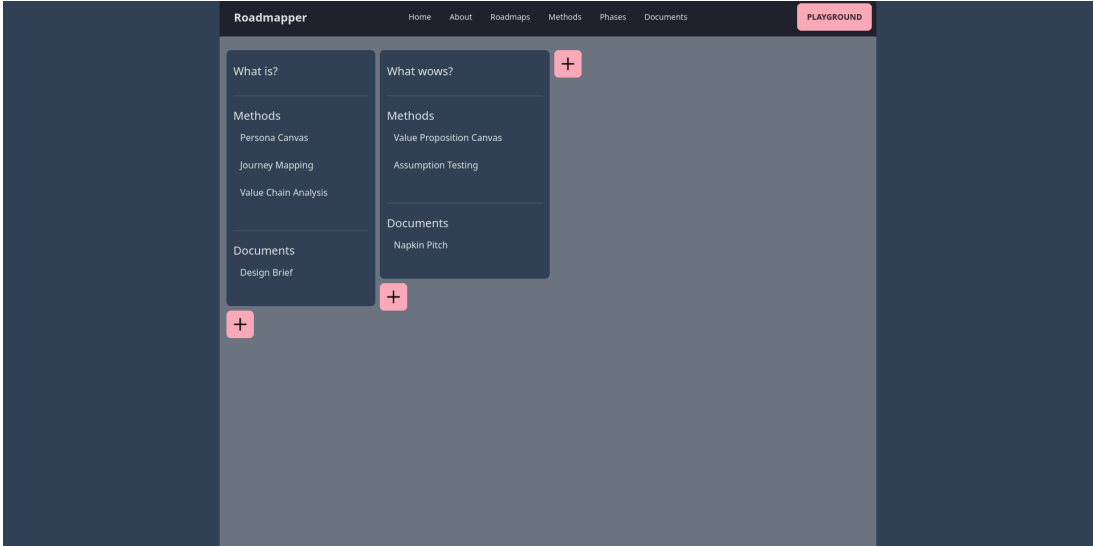 Roadmapper
Home About Roadmaps Methods Phases Documents
PLAYGROUND
What is?
Methods
Persona Canvas
Journey Mapping
Value Chain Analysis
Documents
Design Brief
+
What wows?
Methods
Value Proposition Canvas
Assumption Testing
Documents
Napkin Pitch
+
+